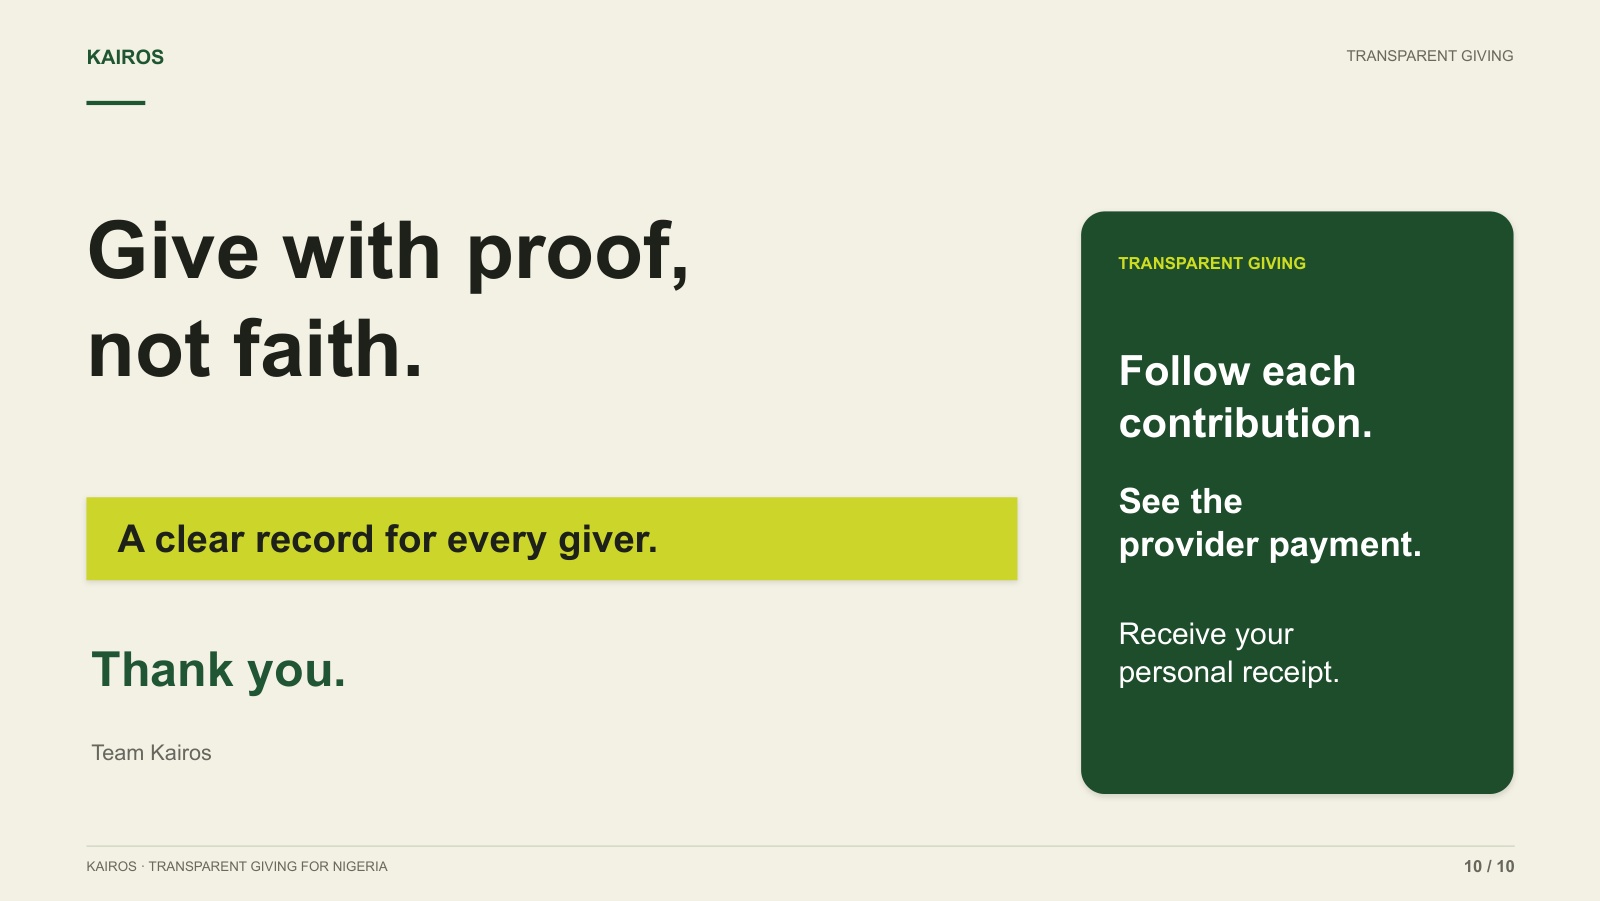 KAIROS
TRANSPARENT GIVING
Give with proof,
not faith.
A clear record for every giver.
Thank you.
Team Kairos
TRANSPARENT GIVING
Follow each
contribution.
See the
provider payment.
Receive your
personal receipt.
KAIROS · TRANSPARENT GIVING FOR NIGERIA
10 / 10